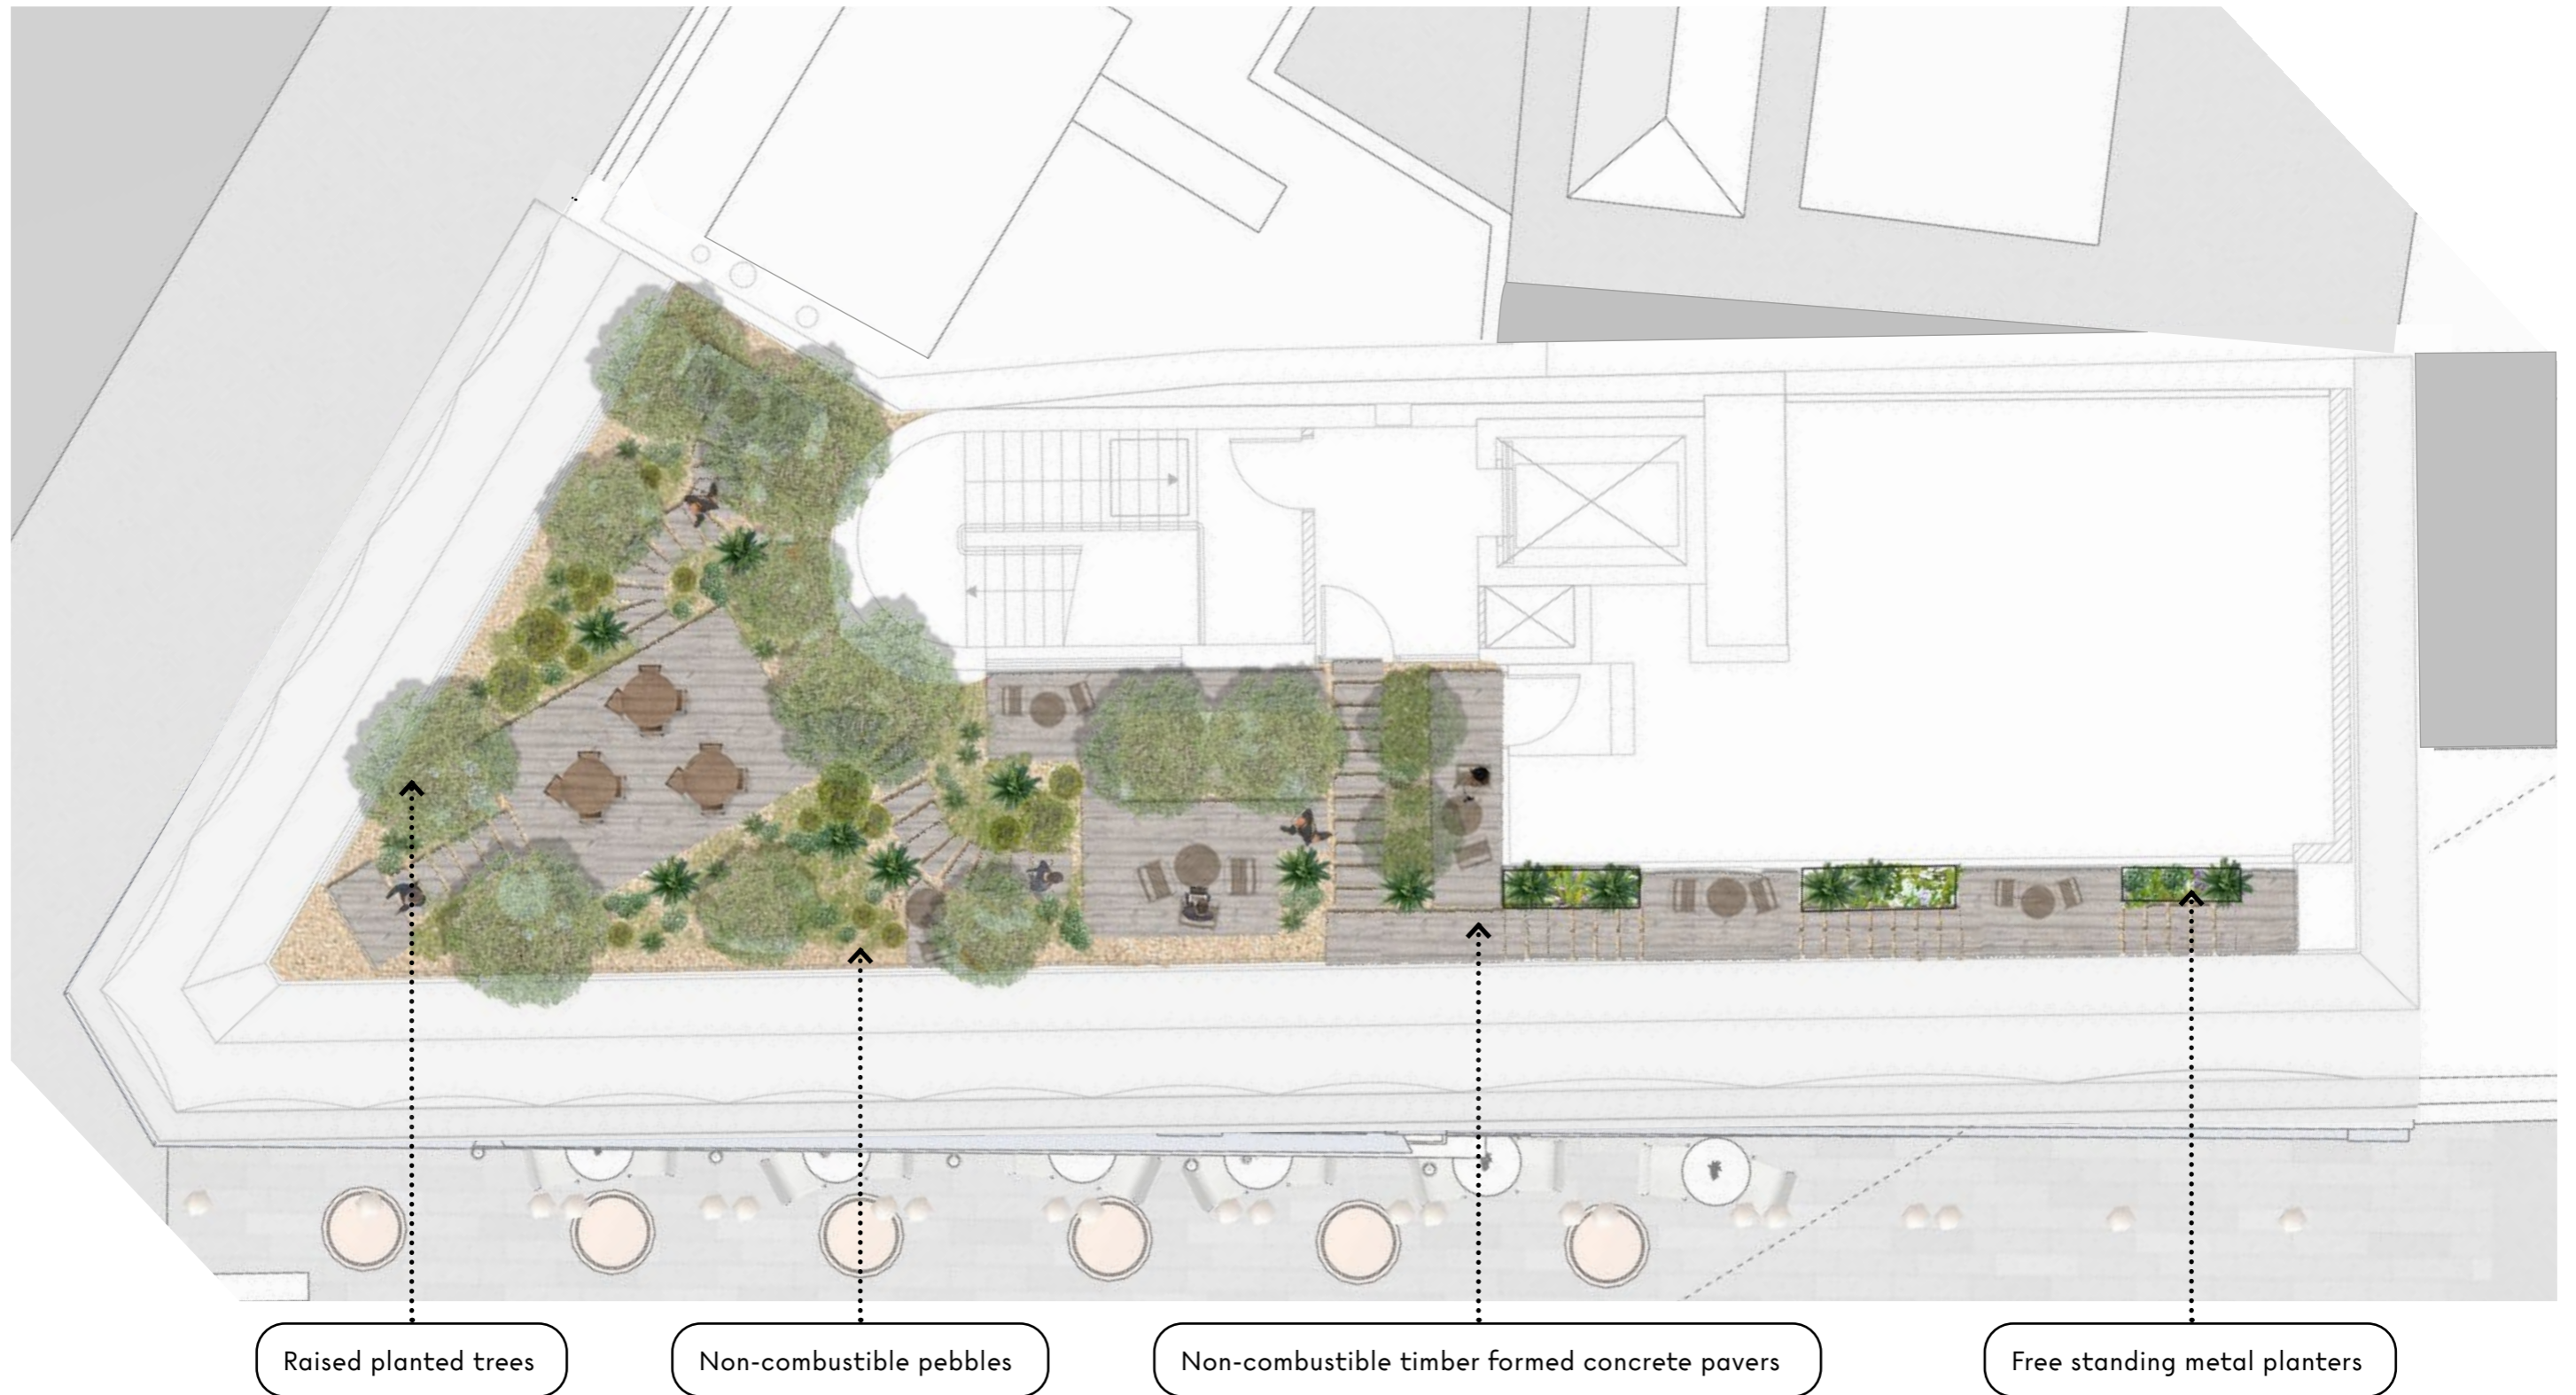 Raised planted trees
Non-combustible pebbles
Non-combustible timber formed concrete pavers
Free standing metal planters